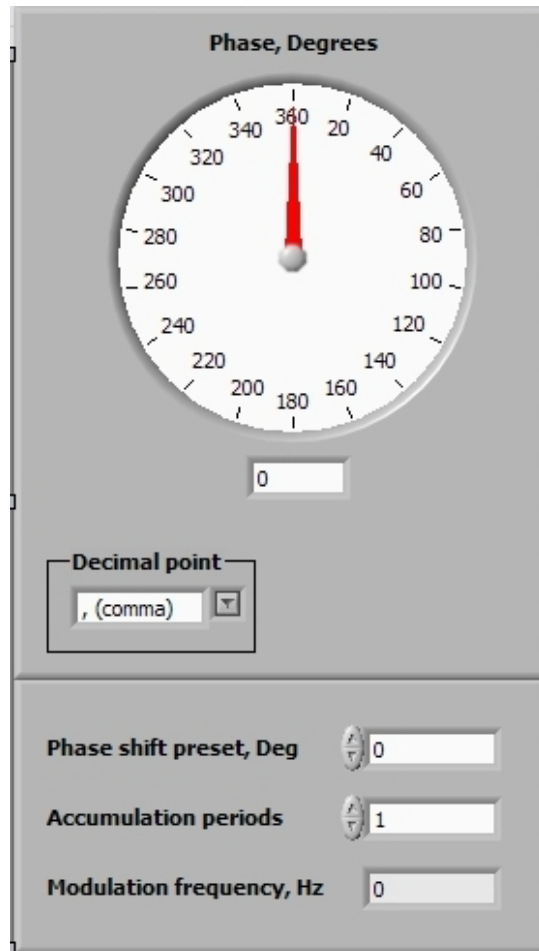 Phase, Degrees
360
340 20
320 40
300 60
280 80
260 100
240 120
220 140
200 180 160
0
Decimal point
, (comma)
Phase shift preset, Deg 0
Accumulation periods 1
Modulation frequency, Hz 0